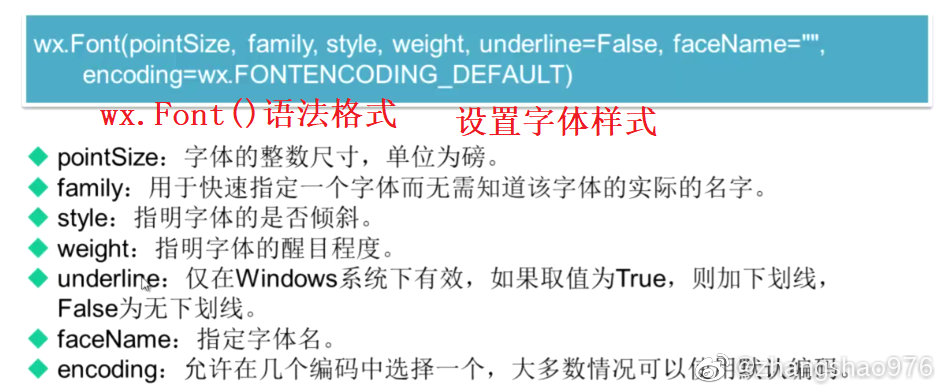 wx.Font(pointSize, family, style, weight, underline=False, faceName="",
encoding=wx.FONTENCODING_DEFAULT)
wx.Font()语法格式 设置字体样式
pointSize：字体的整数尺寸，单位为磅。
family：用于快速指定一个字体而无需知道该字体的实际的名字。
style：指明字体的是否倾斜。
weight：指明字体的醒目程度。
underline：仅在Windows系统下有效，如果取值为True，则加下划线，
False为无下划线。
faceName：指定字体名。
encoding：允许在几个编码中选择一个，大多数情况可以使用默认编码。
@zhangshao976